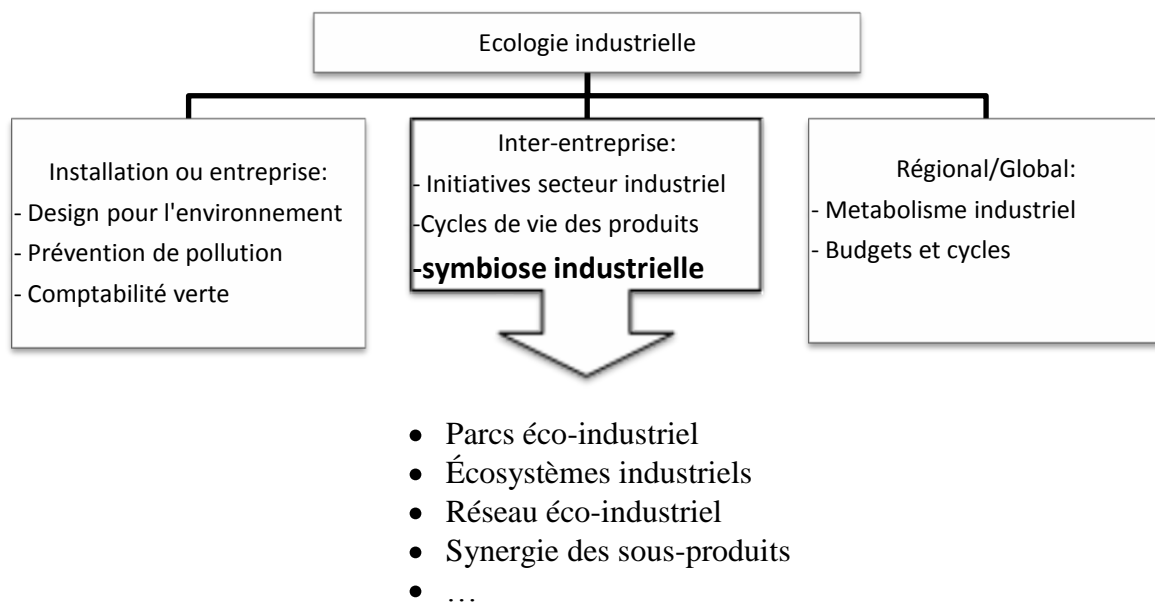 Ecologie industrielle
Installation ou entreprise:
- Design pour l'environnement
- Prévention de pollution
- Comptabilité verte
Inter-entreprise:
- Initiatives secteur industriel
-Cycles de vie des produits
-symbiose industrielle
Régional/Global:
- Metabolisme industriel
- Budgets et cycles
• Parcs éco-industriel
• Écosystèmes industriels
• Réseau éco-industriel
• Synergie des sous-produits
• …